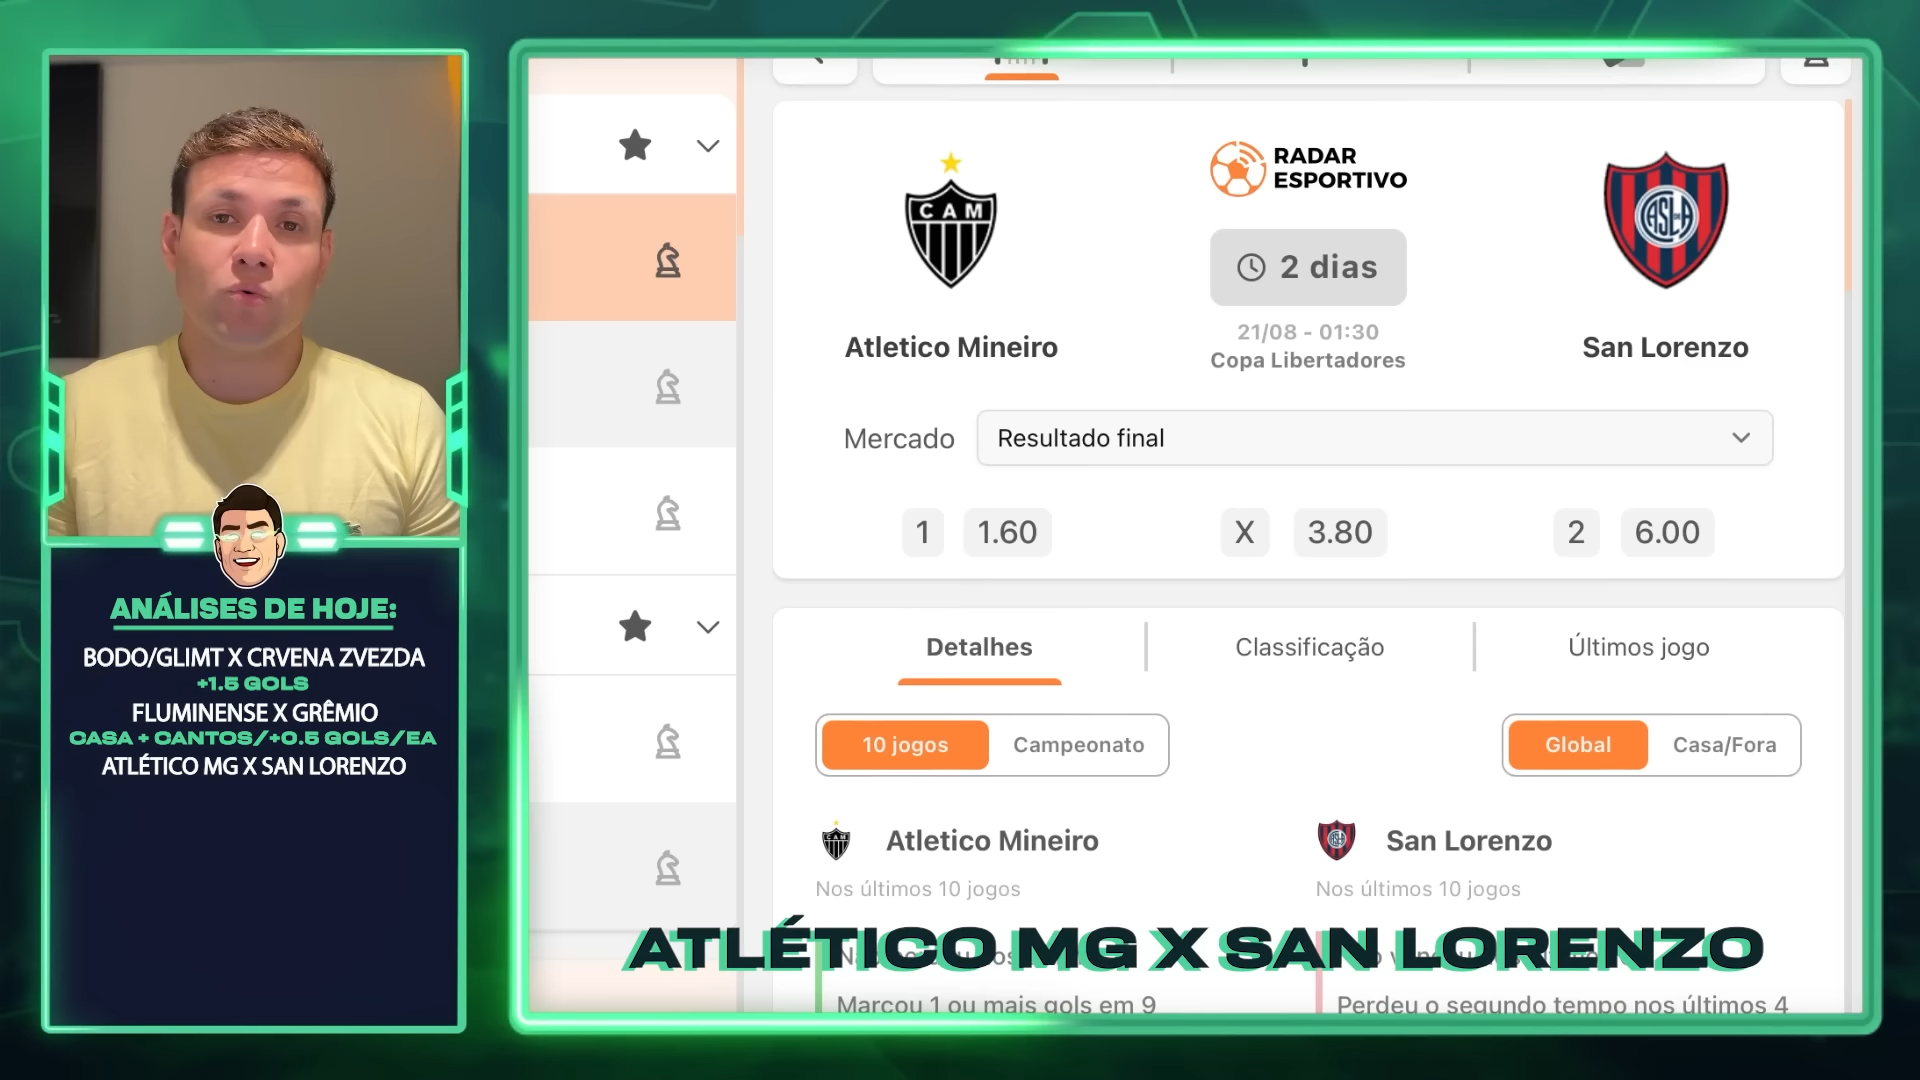 ANÁLISES DE HOJE:
BODO/GLIMT X CRVENA ZVEZDA
+1.5 GOLS
FLUMINENSE X GRÊMIO
CASA + CANTOS/+0.5 GOLS/EA
ATLÉTICO MG X SAN LORENZO
CAM
Atletico Mineiro
RADAR
ESPORTIVO
2 dias
21/08 - 01:30
Copa Libertadores
CASLA
San Lorenzo
Mercado
Resultado final
1 1.60
X 3.80
2 6.00
Detalhes
Classificação
Últimos jogo
10 jogos
Campeonato
Global
Casa/Fora
Atletico Mineiro
Nos últimos 10 jogos
San Lorenzo
Nos últimos 10 jogos
ATLÉTICO MG X SAN LORENZO
Marcou 1 ou mais gols em 9
Perdeu o segundo tempo nos últimos 4